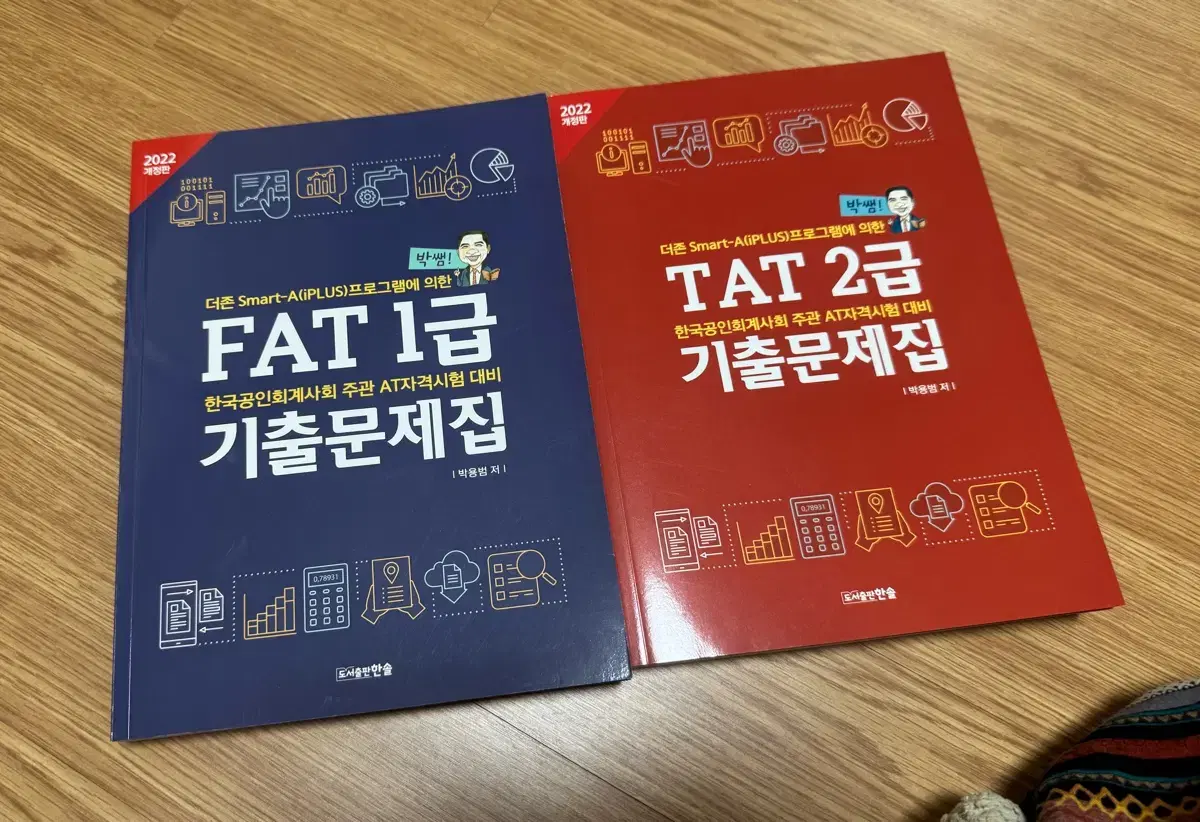 2022
개정판
100101
001111
박쌤!
더존 Smart-A(iPLUS)프로그램에 의한
FAT 1급
한국공인회계사회 주관 AT자격시험 대비
기출문제집
| 박용범 저 |
0,78931
도서출판한솔
2022
개정판
100101
001111
박쌤!
더존 Smart-A(iPLUS)프로그램에 의한
TAT 2급
한국공인회계사회 주관 AT자격시험 대비
기출문제집
| 박용범 저 |
0,78931
도서출판한솔